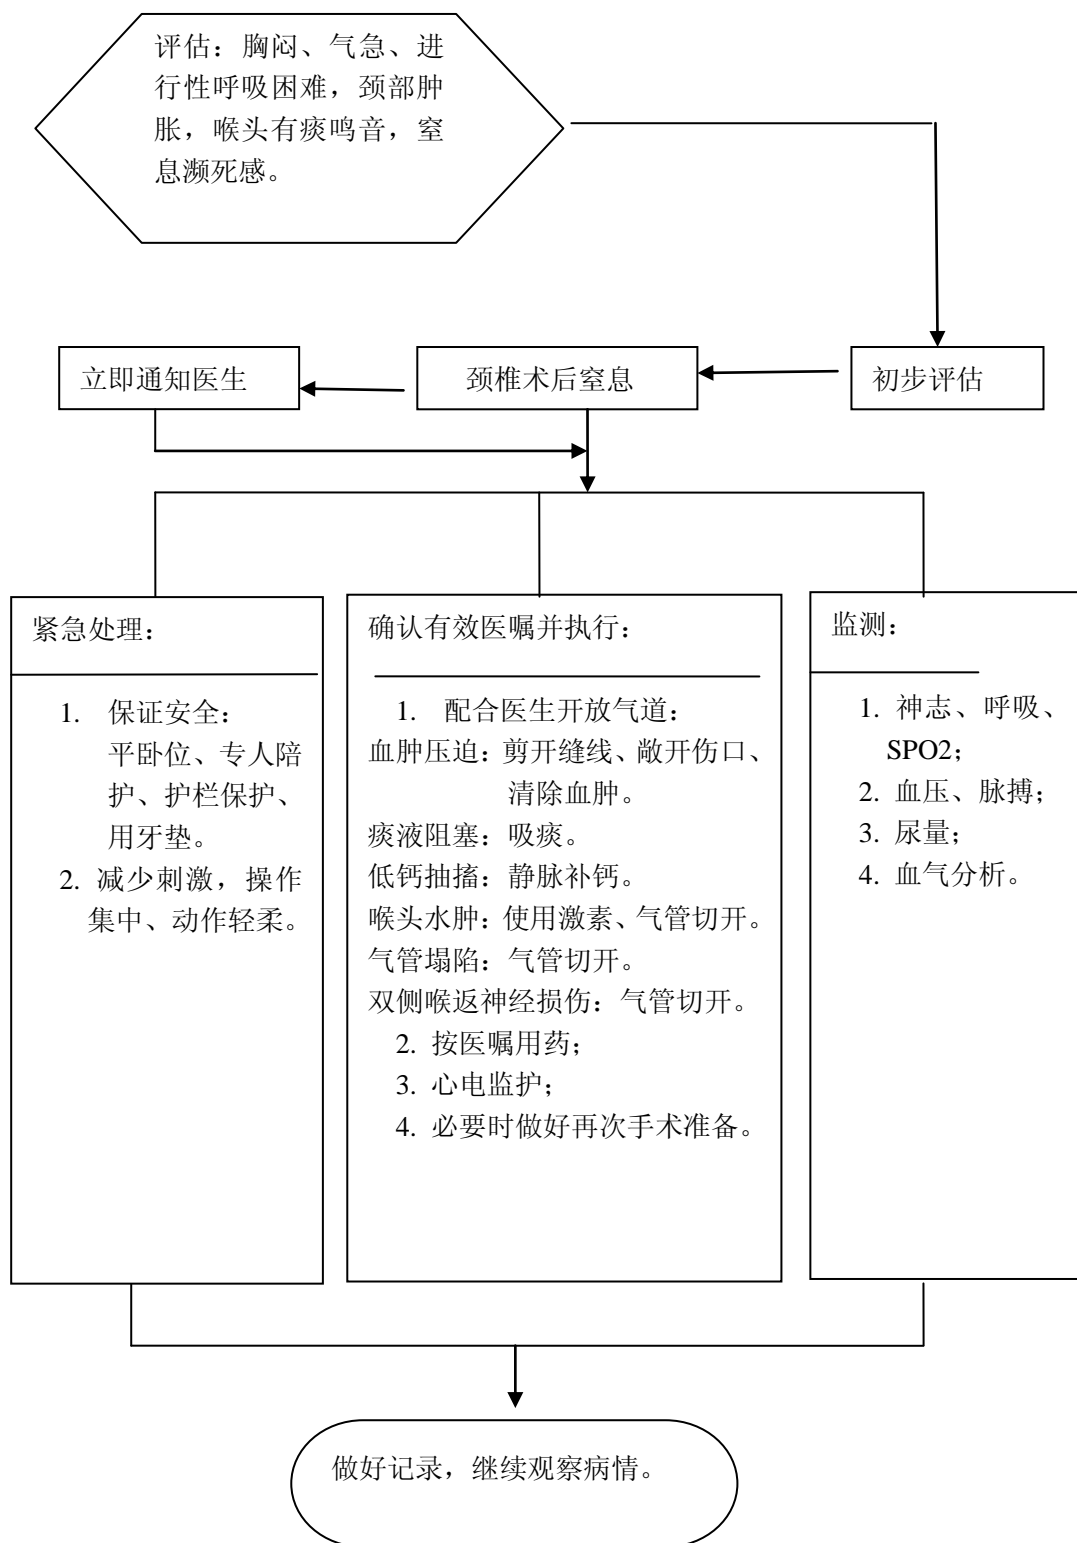 评估：胸闷、气急、进
行性呼吸困难，颈部肿
胀，喉头有痰鸣音，窒
息濒死感。
立即通知医生
颈椎术后窒息
初步评估
紧急处理：
1. 保证安全：
平卧位、专人陪
护、护栏保护、
用牙垫。
2. 减少刺激，操作
集中、动作轻柔。
确认有效医嘱并执行：
1. 配合医生开放气道：
血肿压迫：剪开缝线、敞开伤口、
清除血肿。
痰液阻塞：吸痰。
低钙抽搐：静脉补钙。
喉头水肿：使用激素、气管切开。
气管塌陷：气管切开。
双侧喉返神经损伤：气管切开。
2. 按医嘱用药；
3. 心电监护；
4. 必要时做好再次手术准备。
监测：
1. 神志、呼吸、
SPO2；
2. 血压、脉搏；
3. 尿量；
4. 血气分析。
做好记录，继续观察病情。